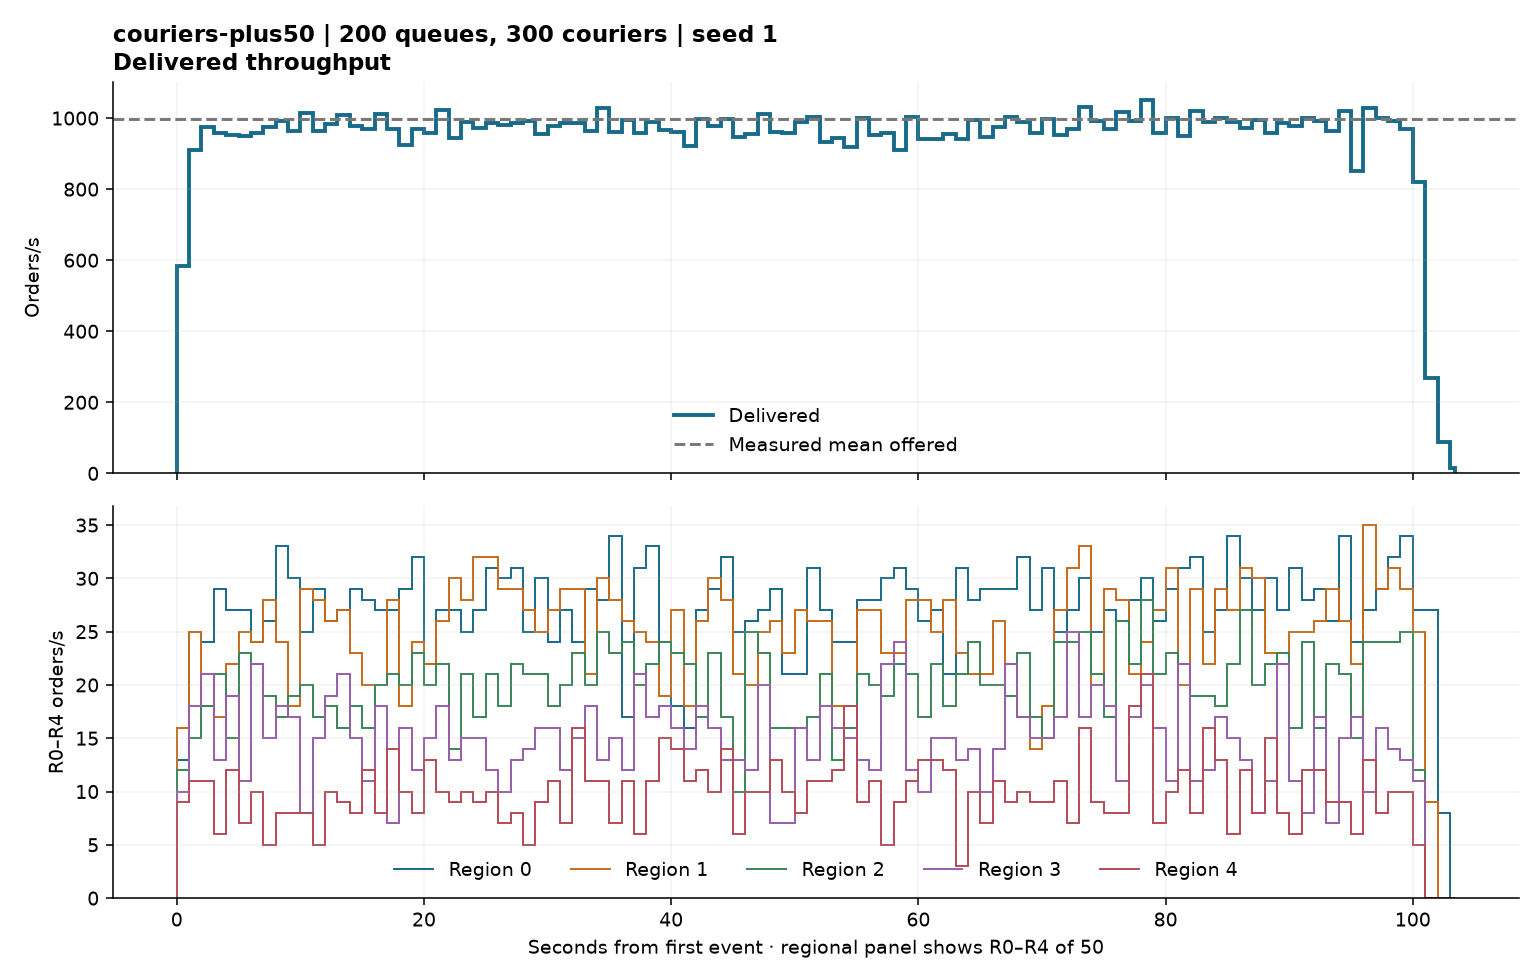 couriers-plus50 | 200 queues, 300 couriers | seed 1
Delivered throughput
1000
800
600
400
200
0
Orders/s
Delivered
Measured mean offered
35
30
25
20
15
10
5
0
R0–R4 orders/s
Region 0
Region 1
Region 2
Region 3
Region 4
0
20
40
60
80
100
Seconds from first event · regional panel shows R0–R4 of 50